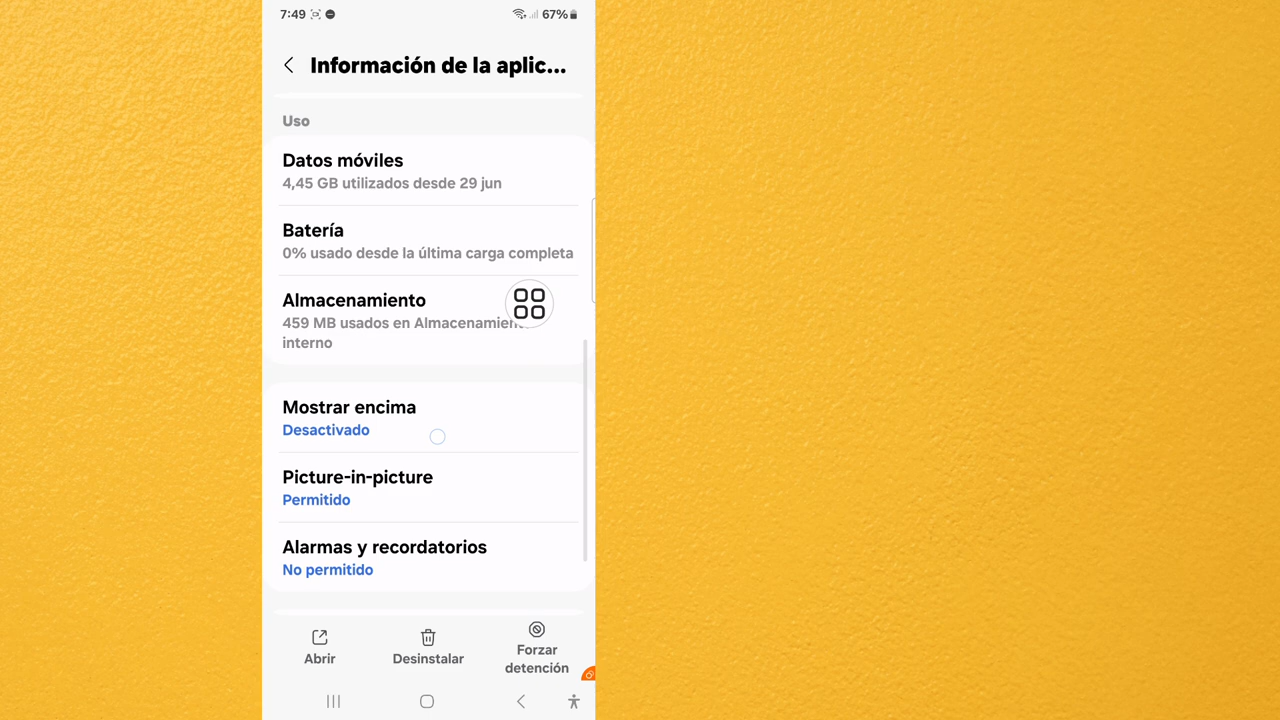 7:49
67%
Información de la aplic...
Uso
Datos móviles
4,45 GB utilizados desde 29 jun
Batería
0% usado desde la última carga completa
Almacenamiento
459 MB usados en Almacenamiento
interno
Mostrar encima
Desactivado
Picture-in-picture
Permitido
Alarmas y recordatorios
No permitido
Abrir
Desinstalar
Forzar
detención